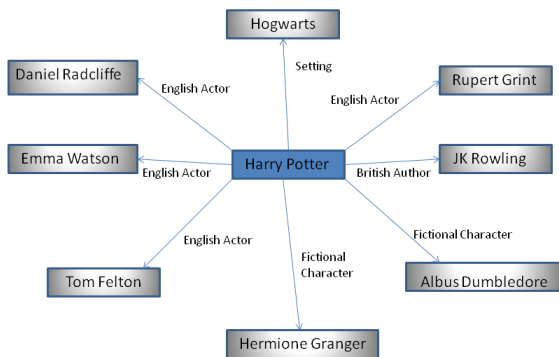 Hogwarts
Daniel Radcliffe
Setting
Rupert Grint
English Actor
English Actor
Emma Watson
Harry Potter
JK Rowling
English Actor
British Author
English Actor
Fictional Character
Fictional
Character
Tom Felton
Albus Dumbledore
Hermione Granger